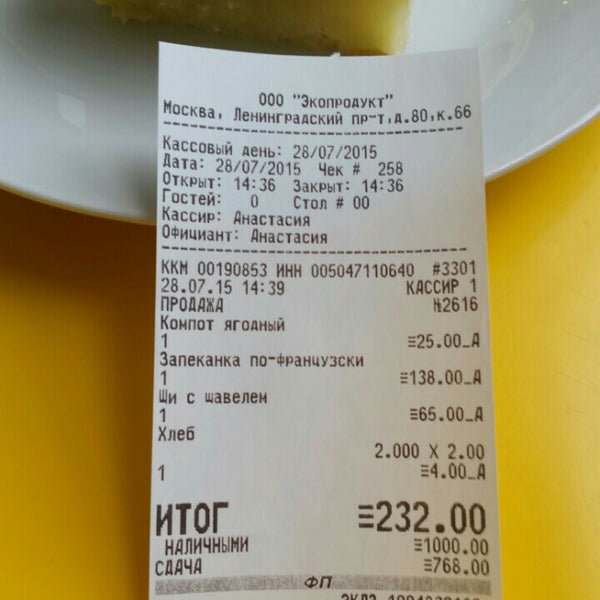 ООО "Экопродукт"
Москва, Ленинградский пр-т,д.80,к.66
Кассовый день: 28/07/2015
Дата: 28/07/2015 Чек # 258
Открыт: 14:36 Закрыт: 14:36
Гостей: 0 Стол # 00
Кассир: Анастасия
Официант: Анастасия
ККМ 00190853 ИНН 005047110640 #3301
28.07.15 14:39 КАССИР 1
ПРОДАЖА №2616
Компот ягодный
1 ≡25.00_А
Запеканка по-французски
1 ≡138.00_А
Щи с щавелем
1 ≡65.00_А
Хлеб
2.000 X 2.00
1 ≡4.00_А
ИТОГ ≡232.00
НАЛИЧНЫМИ ≡1000.00
СДАЧА ≡768.00
ФП